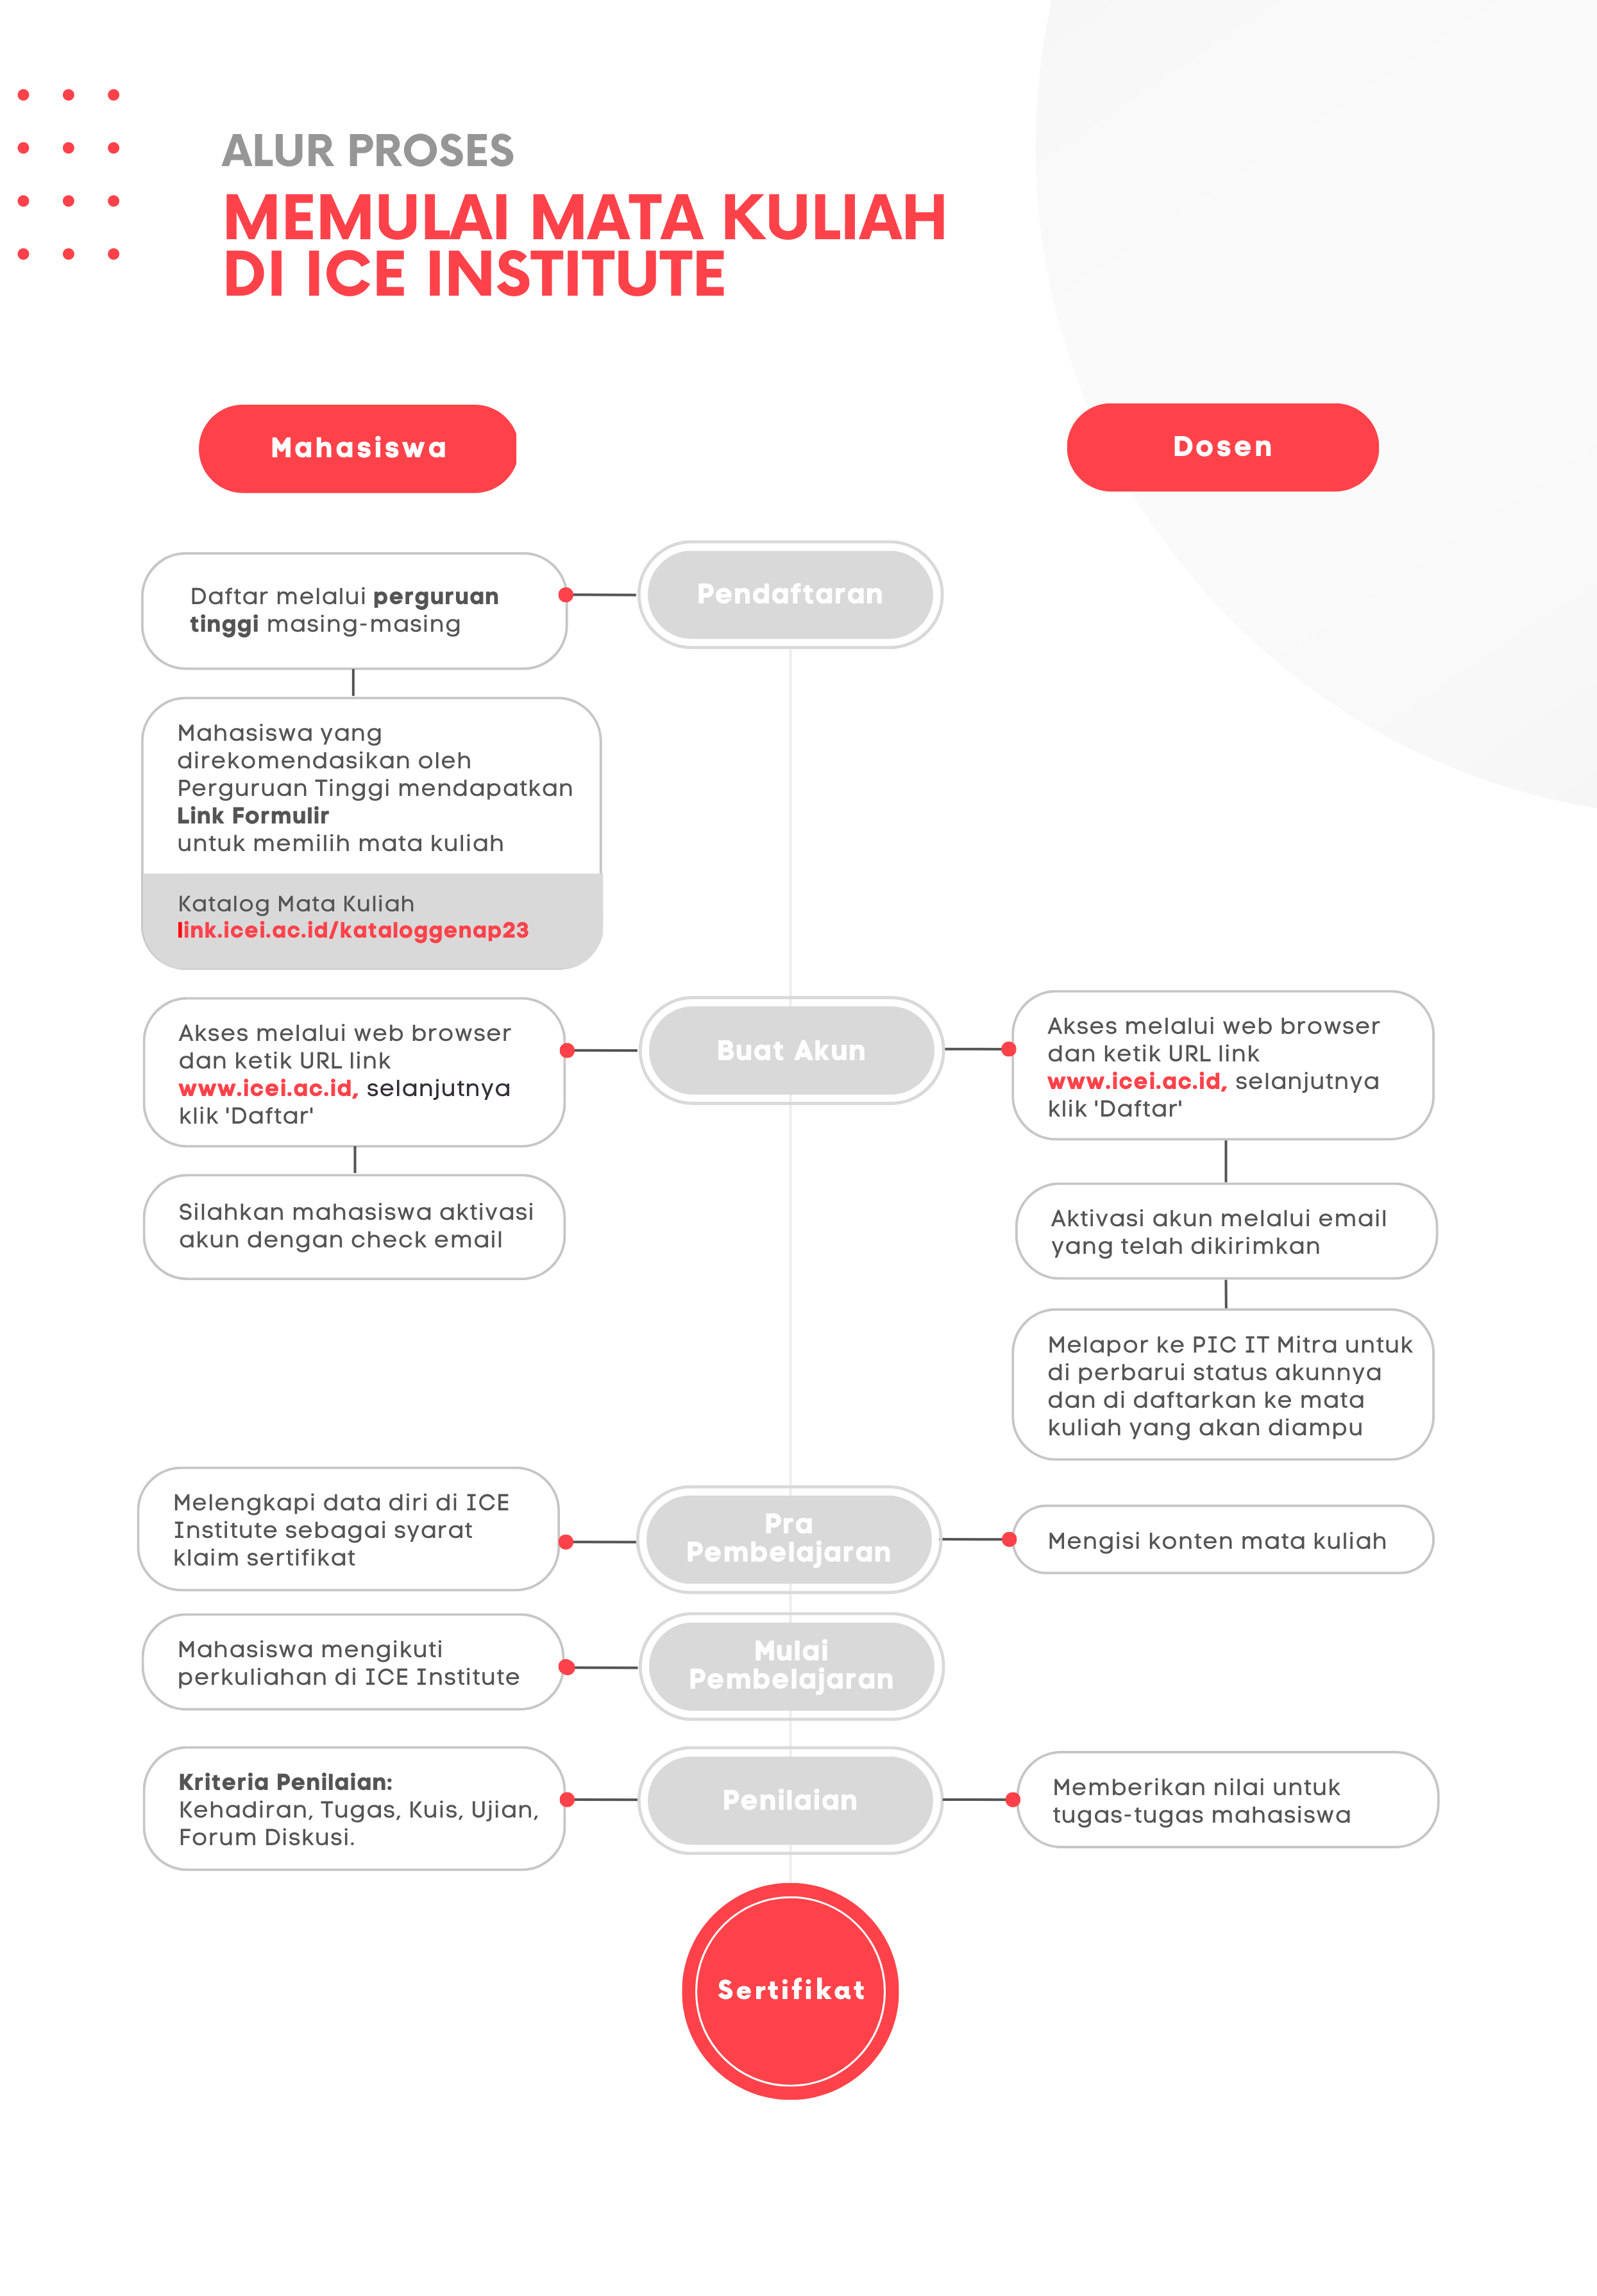 ALUR PROSES
MEMULAI MATA KULIAH
DI ICE INSTITUTE
Mahasiswa
Dosen
Pendaftaran
Daftar melalui perguruan
tinggi masing-masing
Mahasiswa yang
direkomendasikan oleh
Perguruan Tinggi mendapatkan
Link Formulir
untuk memilih mata kuliah
Katalog Mata Kuliah
link.icei.ac.id/kataloggenap23
Buat Akun
Akses melalui web browser
dan ketik URL link
www.icei.ac.id, selanjutnya
klik 'Daftar'
Silahkan mahasiswa aktivasi
akun dengan check email
Akses melalui web browser
dan ketik URL link
www.icei.ac.id, selanjutnya
klik 'Daftar'
Aktivasi akun melalui email
yang telah dikirimkan
Melapor ke PIC IT Mitra untuk
di perbarui status akunnya
dan di daftarkan ke mata
kuliah yang akan diampu
Pra
Pembelajaran
Melengkapi data diri di ICE
Institute sebagai syarat
klaim sertifikat
Mengisi konten mata kuliah
Mulai
Pembelajaran
Mahasiswa mengikuti
perkuliahan di ICE Institute
Penilaian
Kriteria Penilaian:
Kehadiran, Tugas, Kuis, Ujian,
Forum Diskusi.
Memberikan nilai untuk
tugas-tugas mahasiswa
Sertifikat